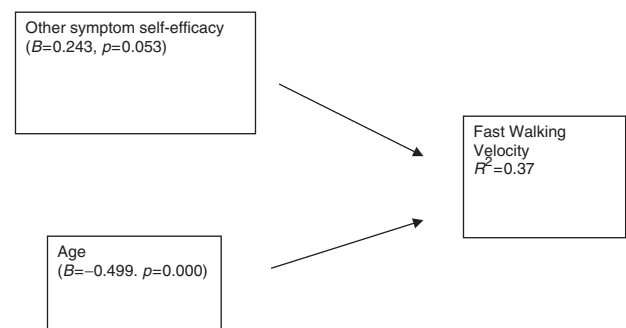 Other symptom self-efficacy
(B=0.243, p=0.053)
Fast Walking
Velocity
R²=0.37
Age
(B=−0.499. p=0.000)